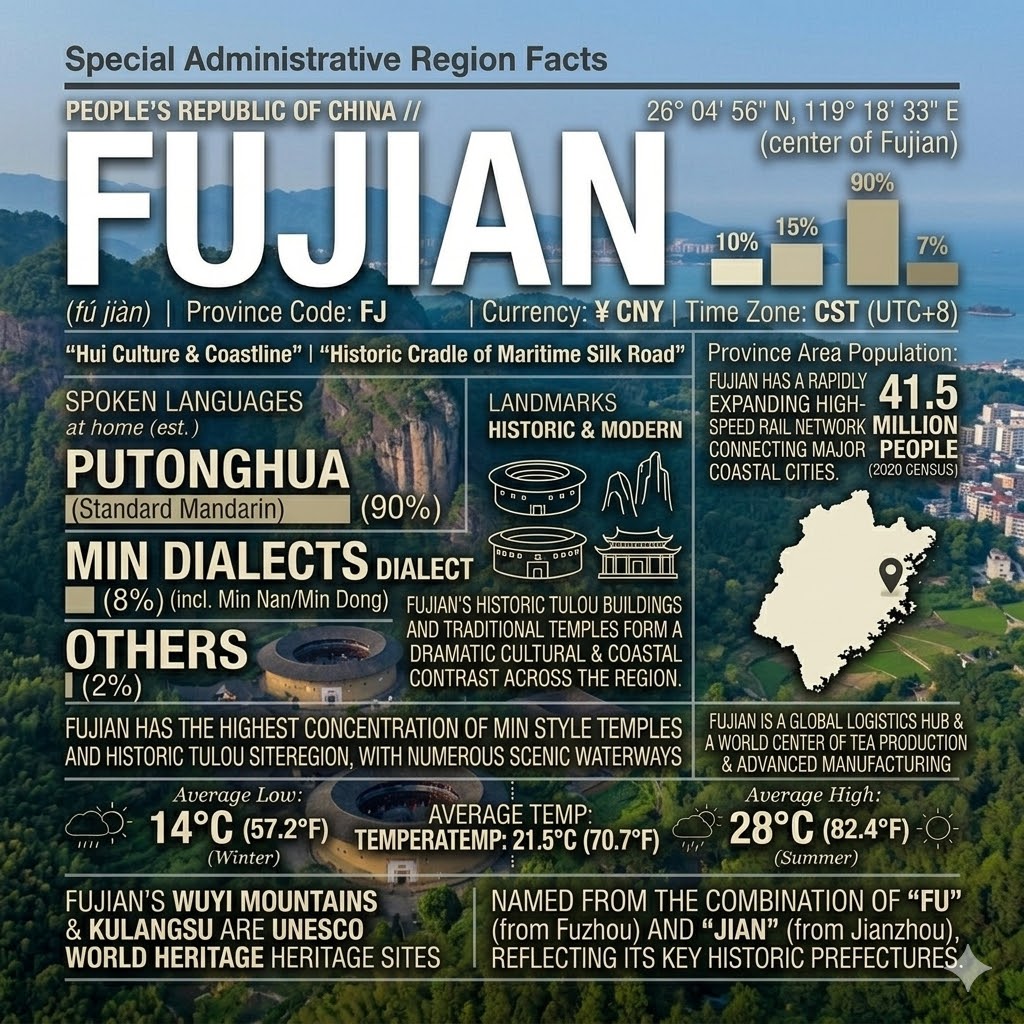 Special Administrative Region Facts
PEOPLE'S REPUBLIC OF CHINA //
26° 04' 56" N, 119° 18' 33" E
(center of Fujian)
FUJIAN
10%
15%
90%
7%
(fú jiàn) | Province Code: FJ
| Currency: ¥ CNY | Time Zone: CST (UTC+8)
“Hui Culture & Coastline” | “Historic Cradle of Maritime Silk Road”
SPOKEN LANGUAGES
at home (est.)
PUTONGHUA
(Standard Mandarin) (90%)
MIN DIALECTS DIALECT
(8%) (incl. Min Nan/Min Dong)
OTHERS
(2%)
LANDMARKS
HISTORIC & MODERN
FUJIAN'S HISTORIC TULOU BUILDINGS
AND TRADITIONAL TEMPLES FORM A
DRAMATIC CULTURAL & COASTAL
CONTRAST ACROSS THE REGION.
Province Area Population:
FUJIAN HAS A RAPIDLY
EXPANDING HIGH-
SPEED RAIL NETWORK
CONNECTING MAJOR
COASTAL CITIES.
41.5
MILLION
PEOPLE
(2020 CENSUS)
FUJIAN HAS THE HIGHEST CONCENTRATION OF MIN STYLE TEMPLES
AND HISTORIC TULOU SITEREGION, WITH NUMEROUS SCENIC WATERWAYS
FUJIAN IS A GLOBAL LOGISTICS HUB &
A WORLD CENTER OF TEA PRODUCTION
& ADVANCED MANUFACTURING
Average Low:
14°C (57.2°F)
(Winter)
AVERAGE TEMP:
TEMPERATEMP: 21.5°C (70.7°F)
Average High:
28°C (82.4°F)
(Summer)
FUJIAN'S WUYI MOUNTAINS
& KULANGSU ARE UNESCO
WORLD HERITAGE HERITAGE SITES
NAMED FROM THE COMBINATION OF “FU”
(from Fuzhou) AND “JIAN” (from Jianzhou),
REFLECTING ITS KEY HISTORIC PREFECTURES.